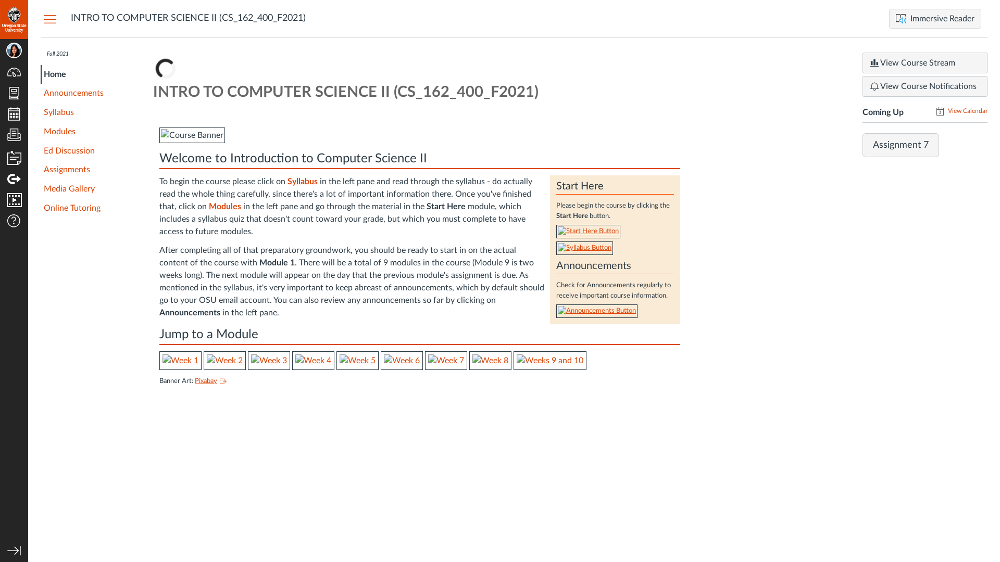 Oregon State
University
INTRO TO COMPUTER SCIENCE II (CS_162_400_F2021)
Immersive Reader
Fall 2021
Home
Announcements
Syllabus
Modules
Ed Discussion
Assignments
Media Gallery
Online Tutoring
INTRO TO COMPUTER SCIENCE II (CS_162_400_F2021)
Course Banner
Welcome to Introduction to Computer Science II
To begin the course please click on Syllabus in the left pane and read through the syllabus - do actually
read the whole thing carefully, since there's a lot of important information there. Once you've finished
that, click on Modules in the left pane and go through the material in the Start Here module, which
includes a syllabus quiz that doesn't count toward your grade, but which you must complete to have
access to future modules.
After completing all of that preparatory groundwork, you should be ready to start in on the actual
content of the course with Module 1. There will be a total of 9 modules in the course (Module 9 is two
weeks long). The next module will appear on the day that the previous module's assignment is due. As
mentioned in the syllabus, it's very important to keep abreast of announcements, which by default should
go to your OSU email account. You can also review any announcements so far by clicking on
Announcements in the left pane.
Start Here
Please begin the course by clicking the
Start Here button.
Start Here Button
Syllabus Button
Announcements
Check for Announcements regularly to
receive important course information.
Announcements Button
Jump to a Module
Week 1 Week 2 Week 3 Week 4 Week 5 Week 6 Week 7 Week 8 Weeks 9 and 10
Banner Art: Pixabay
View Course Stream
View Course Notifications
Coming Up
3 View Calendar
Assignment 7